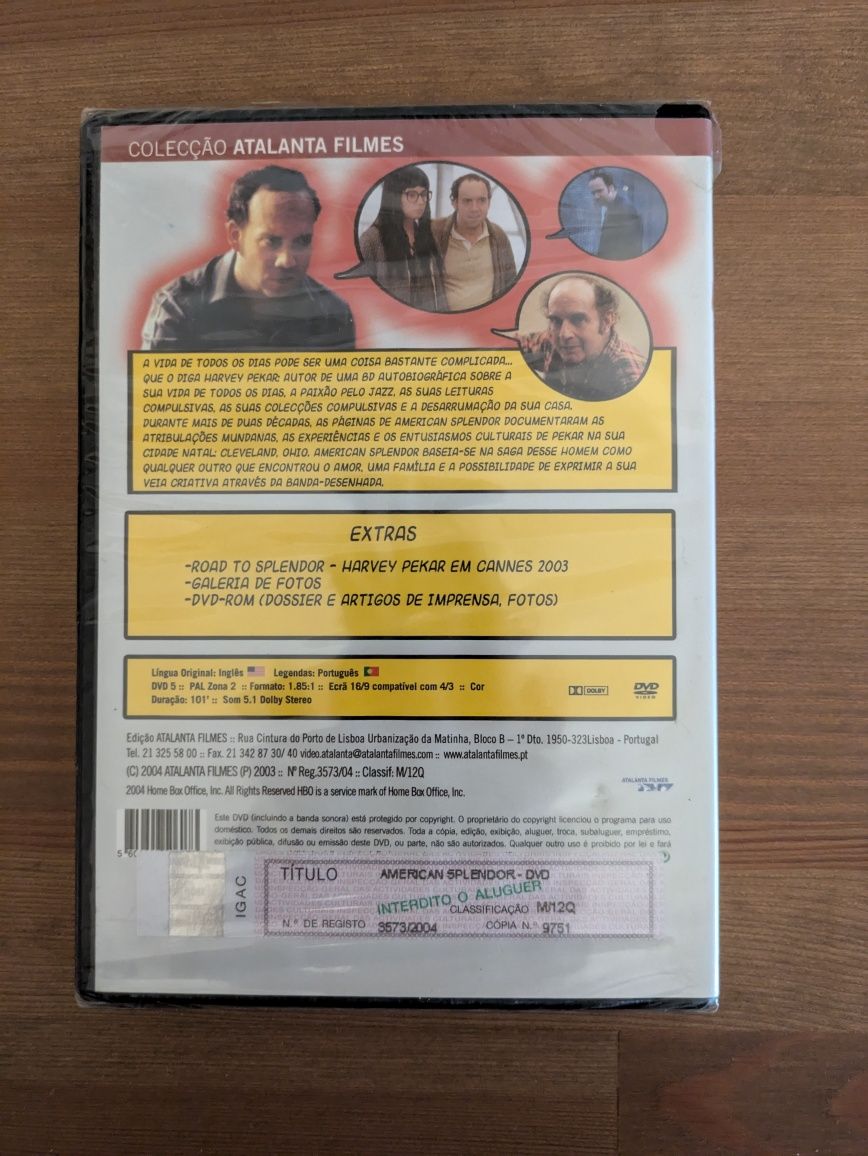 COLECÇÃO ATALANTA FILMES
A VIDA DE TODOS OS DIAS PODE SER UMA COISA BASTANTE COMPLICADA...
QUE O DIGA HARVEY PEKAR: AUTOR DE UMA BD AUTOBIOGRÁFICA SOBRE A
SUA VIDA DE TODOS OS DIAS, A PAIXÃO PELO JAZZ, AS SUAS LEITURAS
COMPULSIVAS, AS SUAS COLECÇÕES COMPULSIVAS E A DESARRUMAÇÃO DA SUA CASA.
DURANTE MAIS DE DUAS DÉCADAS, AS PÁGINAS DE AMERICAN SPLENDOR DOCUMENTARAM AS
ATRIBULAÇÕES MUNDANAS, AS EXPERIÊNCIAS E OS ENTUSIASMOS CULTURAIS DE PEKAR NA SUA
CIDADE NATAL: CLEVELAND, OHIO. AMERICAN SPLENDOR BASEIA-SE NA SAGA DESSE HOMEM COMO
QUALQUER OUTRO QUE ENCONTROU O AMOR, UMA FAMÍLIA E A POSSIBILIDADE DE EXPRIMIR A SUA
VEIA CRIATIVA ATRAVÉS DA BANDA-DESENHADA.
EXTRAS
-ROAD TO SPLENDOR - HARVEY PEKAR EM CANNES 2003
-GALERIA DE FOTOS
-DVD-ROM (DOSSIER E ARTIGOS DE IMPRENSA, FOTOS)
Língua Original: Inglês Legendas: Português
DVD 5 :: PAL Zona 2 :: Formato: 1.85:1 :: Ecrã 16/9 compatível com 4/3 :: Cor
Duração: 101' :: Som 5.1 Dolby Stereo
DOLBY
DVD VIDEO
Edição ATALANTA FILMES :: Rua Cintura do Porto de Lisboa Urbanização da Matinha, Bloco B – 1º Dto. 1950-323Lisboa - Portugal
Tel. 21 325 58 00 :: Fax. 21 342 87 30/ 40 video.atalanta@atalantafilmes.com :: www.atalantafilmes.pt
(C) 2004 ATALANTA FILMES (P) 2003 :: Nº Reg.3573/04 :: Classif: M/12Q
2004 Home Box Office, Inc. All Rights Reserved HBO is a service mark of Home Box Office, Inc.
ATALANTA FILMES
Este DVD (incluindo a banda sonora) está protegido por copyright. O proprietário do copyright licenciou o programa para uso
doméstico. Todos os demais direitos são reservados. Toda a cópia, edição, exibição, aluguer, troca, subaluguer, empréstimo,
exibição pública, difusão ou emissão deste DVD, ou parte, não são autorizados. Qualquer outro uso é proibido por lei e fará
5 60
IGAC
TÍTULO AMERICAN SPLENDOR - DVD
INTERDITO O ALUGUER
CLASSIFICAÇÃO M/12Q
N.º DE REGISTO 3573/2004 CÓPIA N.º 9751